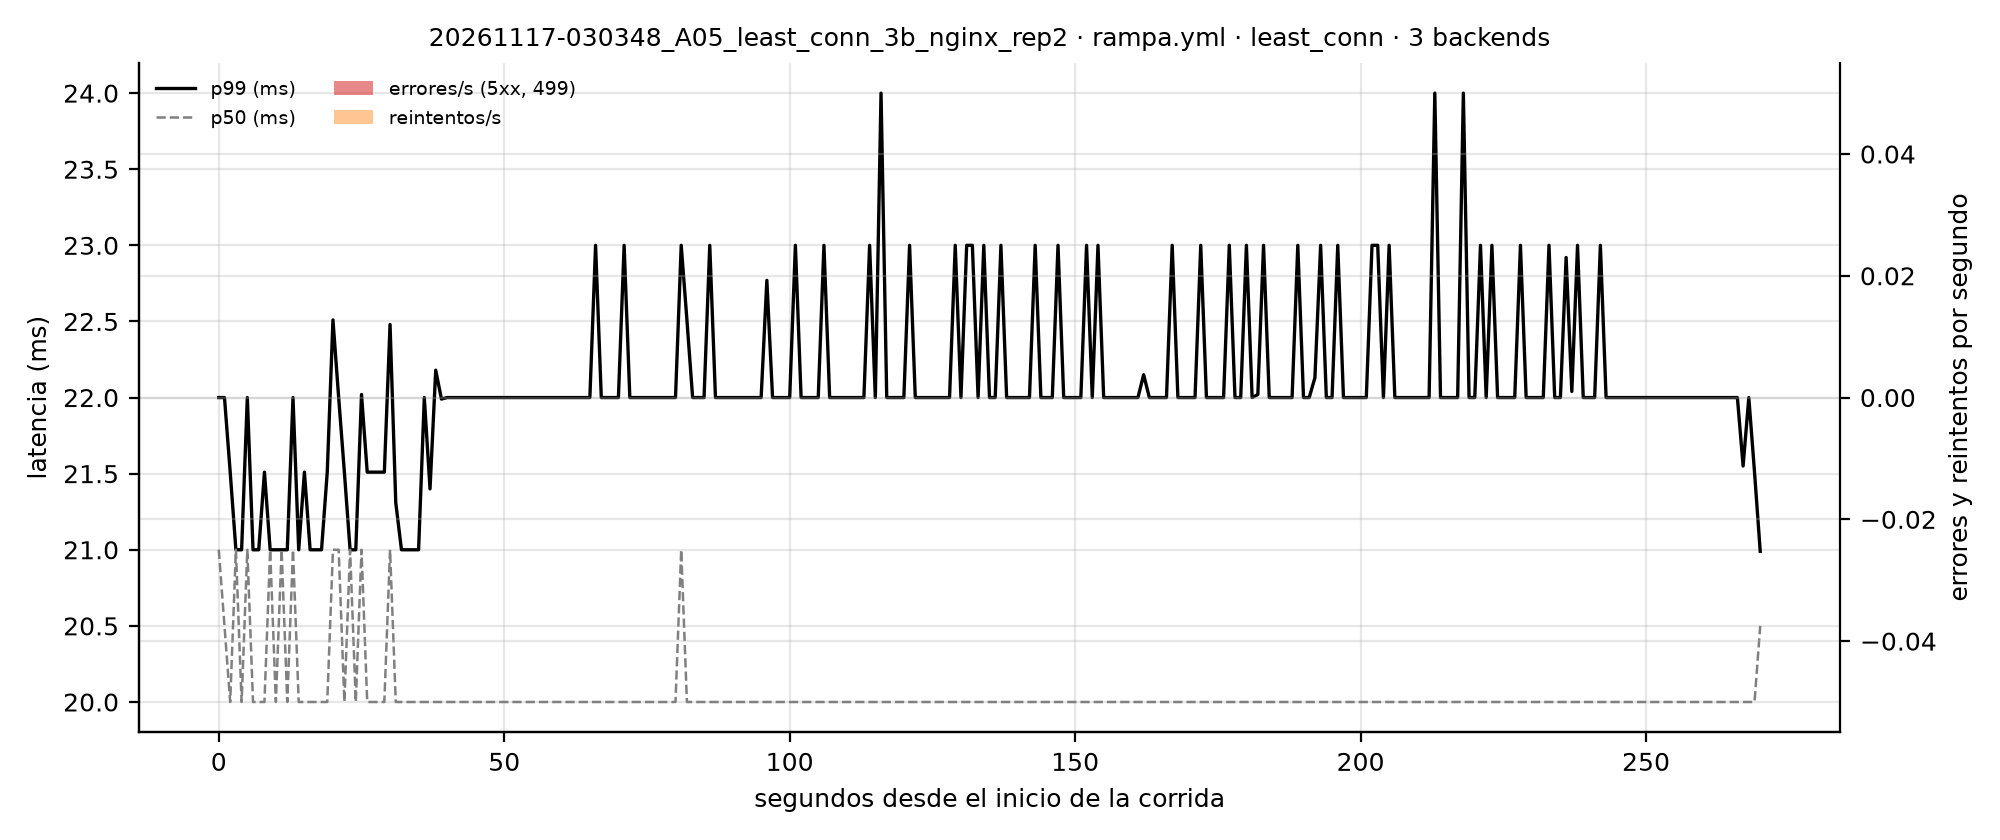 20261117-030348_A05_least_conn_3b_nginx_rep2 · rampa.yml · least_conn · 3 backends
p99 (ms)
p50 (ms)
errores/s (5xx, 499)
reintentos/s
latencia (ms)
24.0
23.5
23.0
22.5
22.0
21.5
21.0
20.5
20.0
0.04
0.02
0.00
−0.02
−0.04
errores y reintentos por segundo
0
50
100
150
200
250
segundos desde el inicio de la corrida